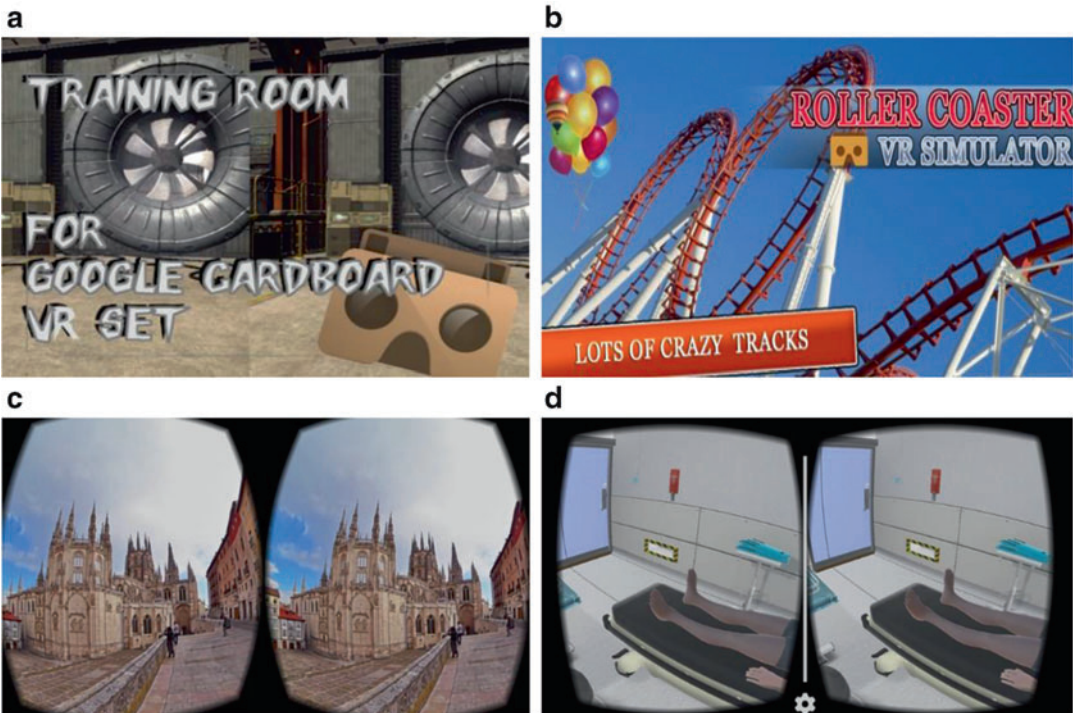 a
TRAINING ROOM
FOR
GOOGLE CARDBOARD
VR SET
b
ROLLER COASTER
VR SIMULATOR
LOTS OF CRAZY TRACKS
c
d